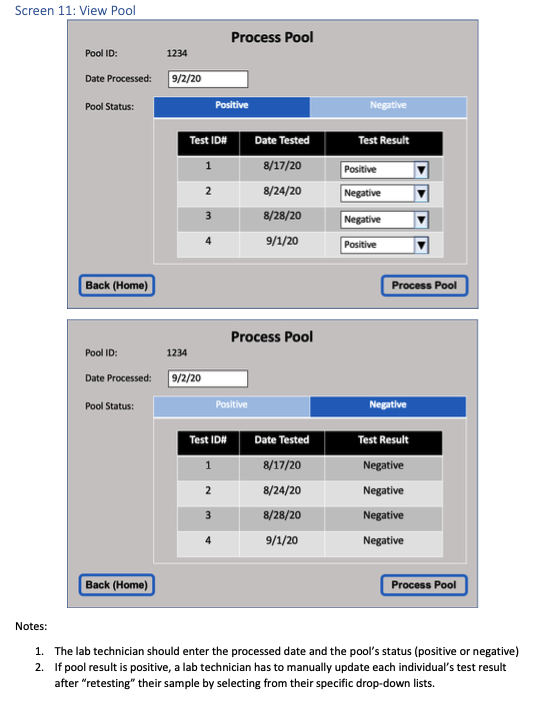 Screen 11: View Pool
Process Pool
Pool ID: 1234
Date Processed: 9/2/20
Pool Status: Positive Negative
Test ID# Date Tested Test Result
1 8/17/20 Positive
2 8/24/20 Negative
3 8/28/20 Negative
4 9/1/20 Positive
Back (Home) Process Pool
Process Pool
Pool ID: 1234
Date Processed: 9/2/20
Pool Status: Positive Negative
Test ID# Date Tested Test Result
1 8/17/20 Negative
2 8/24/20 Negative
3 8/28/20 Negative
4 9/1/20 Negative
Back (Home) Process Pool
Notes:
1. The lab technician should enter the processed date and the pool’s status (positive or negative)
2. If pool result is positive, a lab technician has to manually update each individual’s test result
after “retesting” their sample by selecting from their specific drop-down lists.